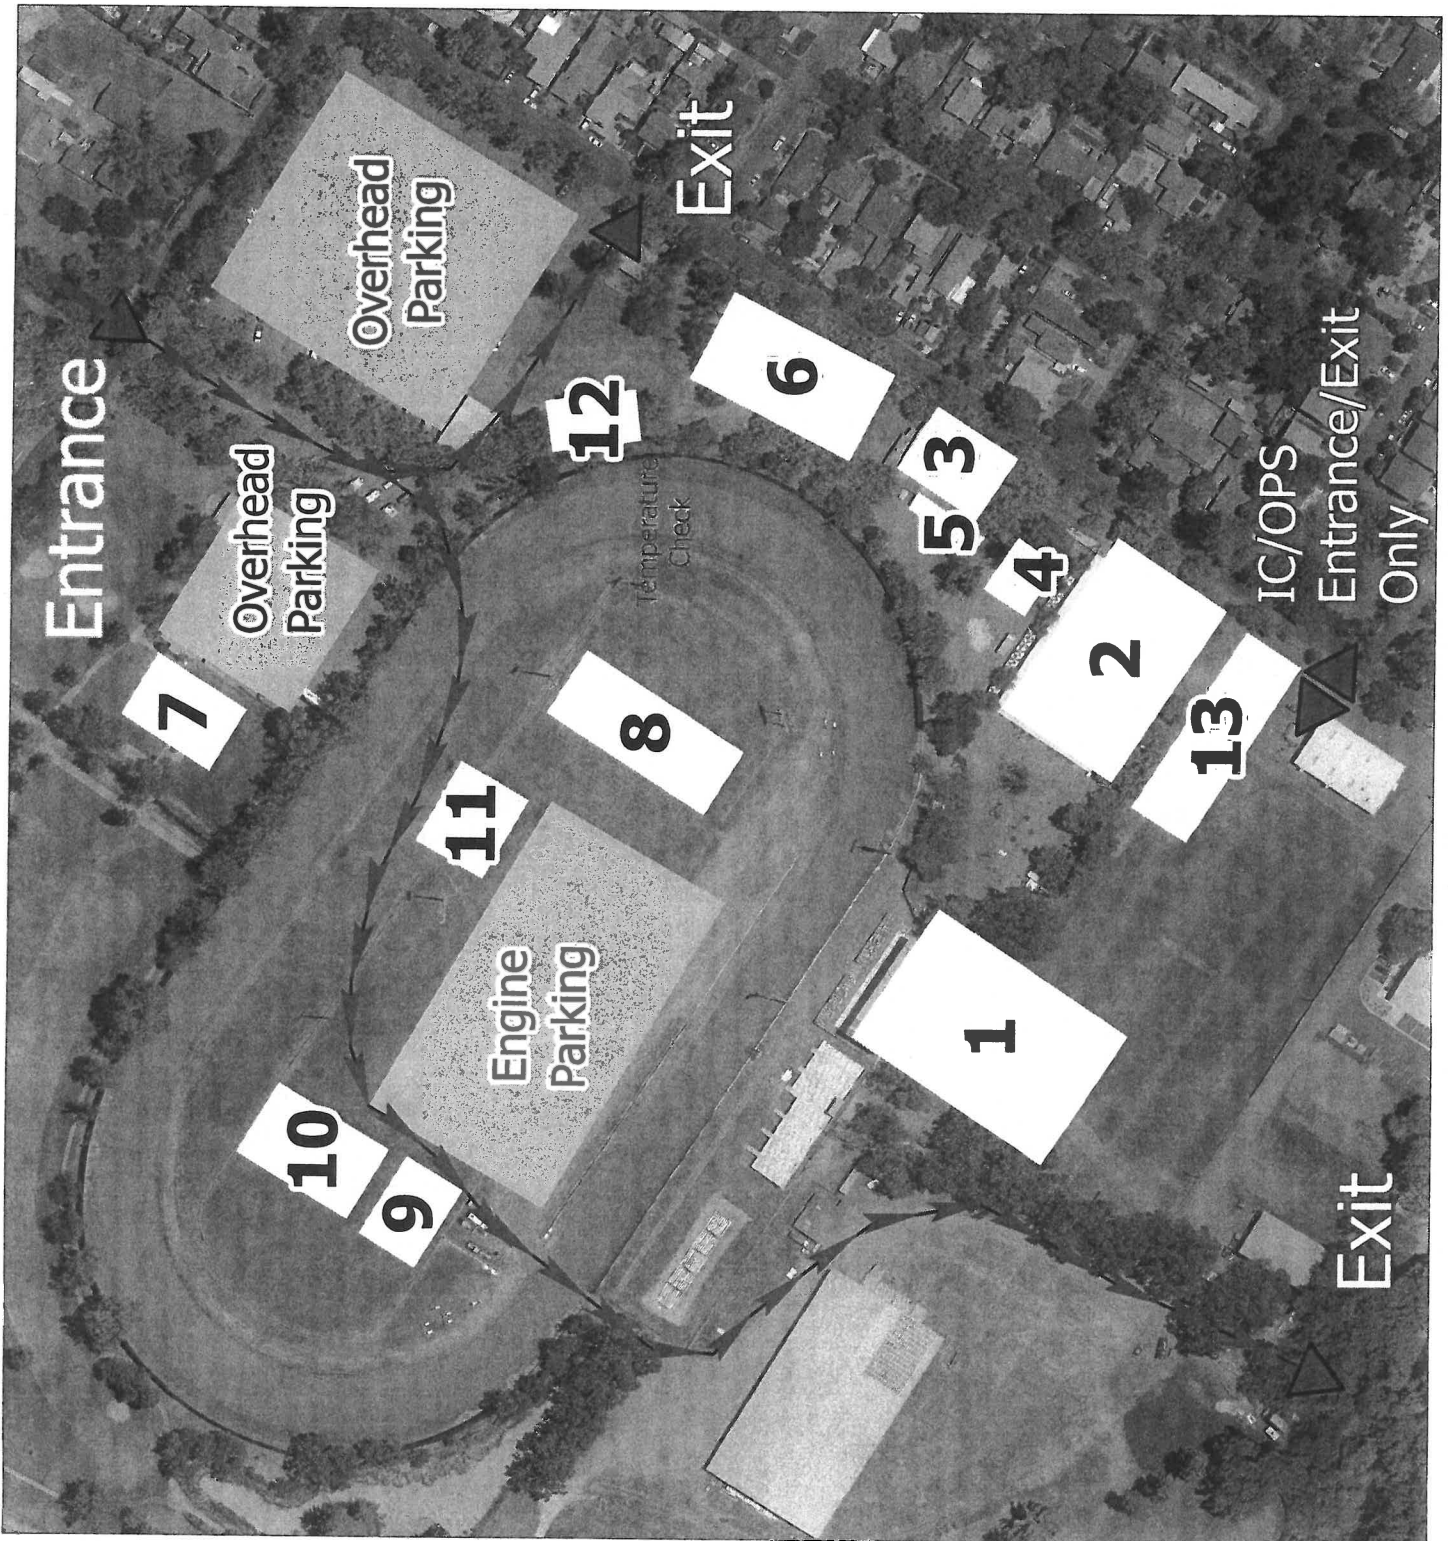 Entrance
7
Overhead
Parking
10
Overhead
Parking
9
11
Engine
Parking
12
8
Temperature
Check
Exit
6
5
3
1
4
2
13
IC/OPS
Entrance/Exit
Only
Exit